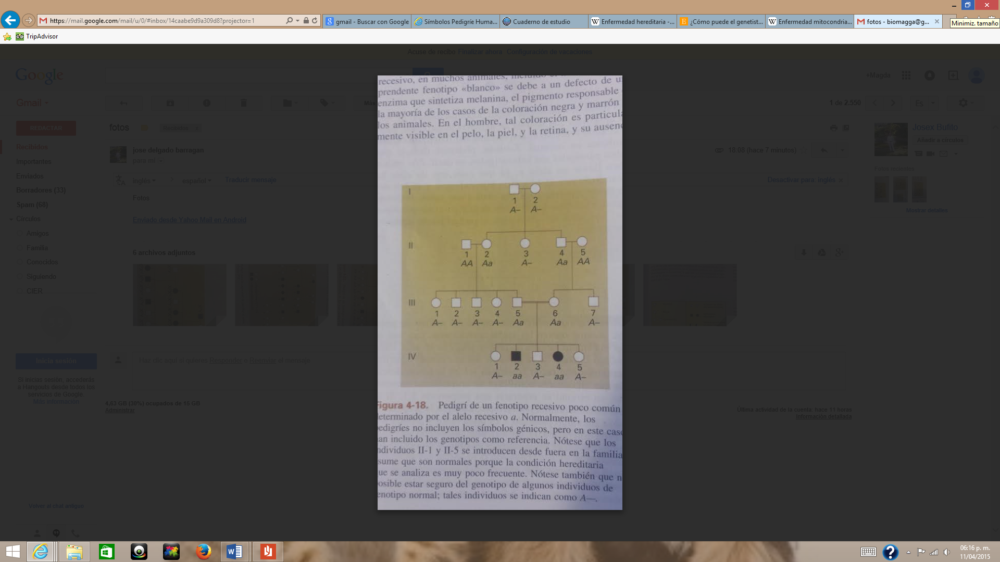 https://mail.google.com/mail/u/0/#inbox/14caabe9d9a309d8?projector=1
gmail - Buscar con Google
Símbolos Pedigríe Huma...
Cuaderno de estudio
Enfermedad hereditaria -...
¿Cómo puede el genetist...
Enfermedad mitocondria...
fotos - biomagga@g...
Minimiz. tamaño
TripAdvisor
Acuse de recibo Finalizar ahora Configuración de vacaciones
Google
+Magda
Gmail
Más
1 de 2.550
Es
REDACTAR
fotos
Recibidos
Josex Bufito
Añadir a círculos
Recibidos
jose delgado barragan
para mí
18:08 (hace 7 minutos)
Importantes
Enviados
Fotos recientes
inglés
español
Traducir mensaje
Desactivar para: inglés
Borradores (33)
Fotos
Spam (68)
Mostrar detalles
Círculos
Enviado desde Yahoo Mail en Android
Amigos
Familia
6 archivos adjuntos
Conocidos
Siguiendo
CIER
Inicia sesión
Haz clic aquí si quieres Responder o Reenviar el mensaje
Si inicias sesión, accederás
a Hangouts desde todos los
servicios de Google.
Más información
4,63 GB (30%) ocupados de 15 GB
Administrar
Última actividad de la cuenta: hace 11 horas
Información detallada
Volver al chat antiguo
recesivo, en muchos animales, incluido el
prendente fenotipo «blanco» se debe a un defecto de u
enzima que sintetiza melanina, el pigmento responsable
la mayoría de los casos de la coloración negra y marrón
los animales. En el hombre, tal coloración es particula
mente visible en el pelo, la piel, y la retina, y su ausenc
I
1 2
A– A–
II
1 2 3 4 5
AA Aa A– Aa AA
III
1 2 3 4 5 6 7
A– A– A– A– Aa Aa A–
IV
1 2 3 4 5
A– aa A– aa A–
Figura 4-18. Pedigrí de un fenotipo recesivo poco común
eterminado por el alelo recesivo a. Normalmente, los
edigríes no incluyen los símbolos génicos, pero en este caso
an incluido los genotipos como referencia. Nótese que los
ndividuos II-1 y II-5 se introducen desde fuera en la familia
sume que son normales porque la condición hereditaria
ue se analiza es muy poco frecuente. Nótese también que n
osible estar seguro del genotipo de algunos individuos de
enotipo normal; tales individuos se indican como A—.
06:16 p. m.
11/04/2015